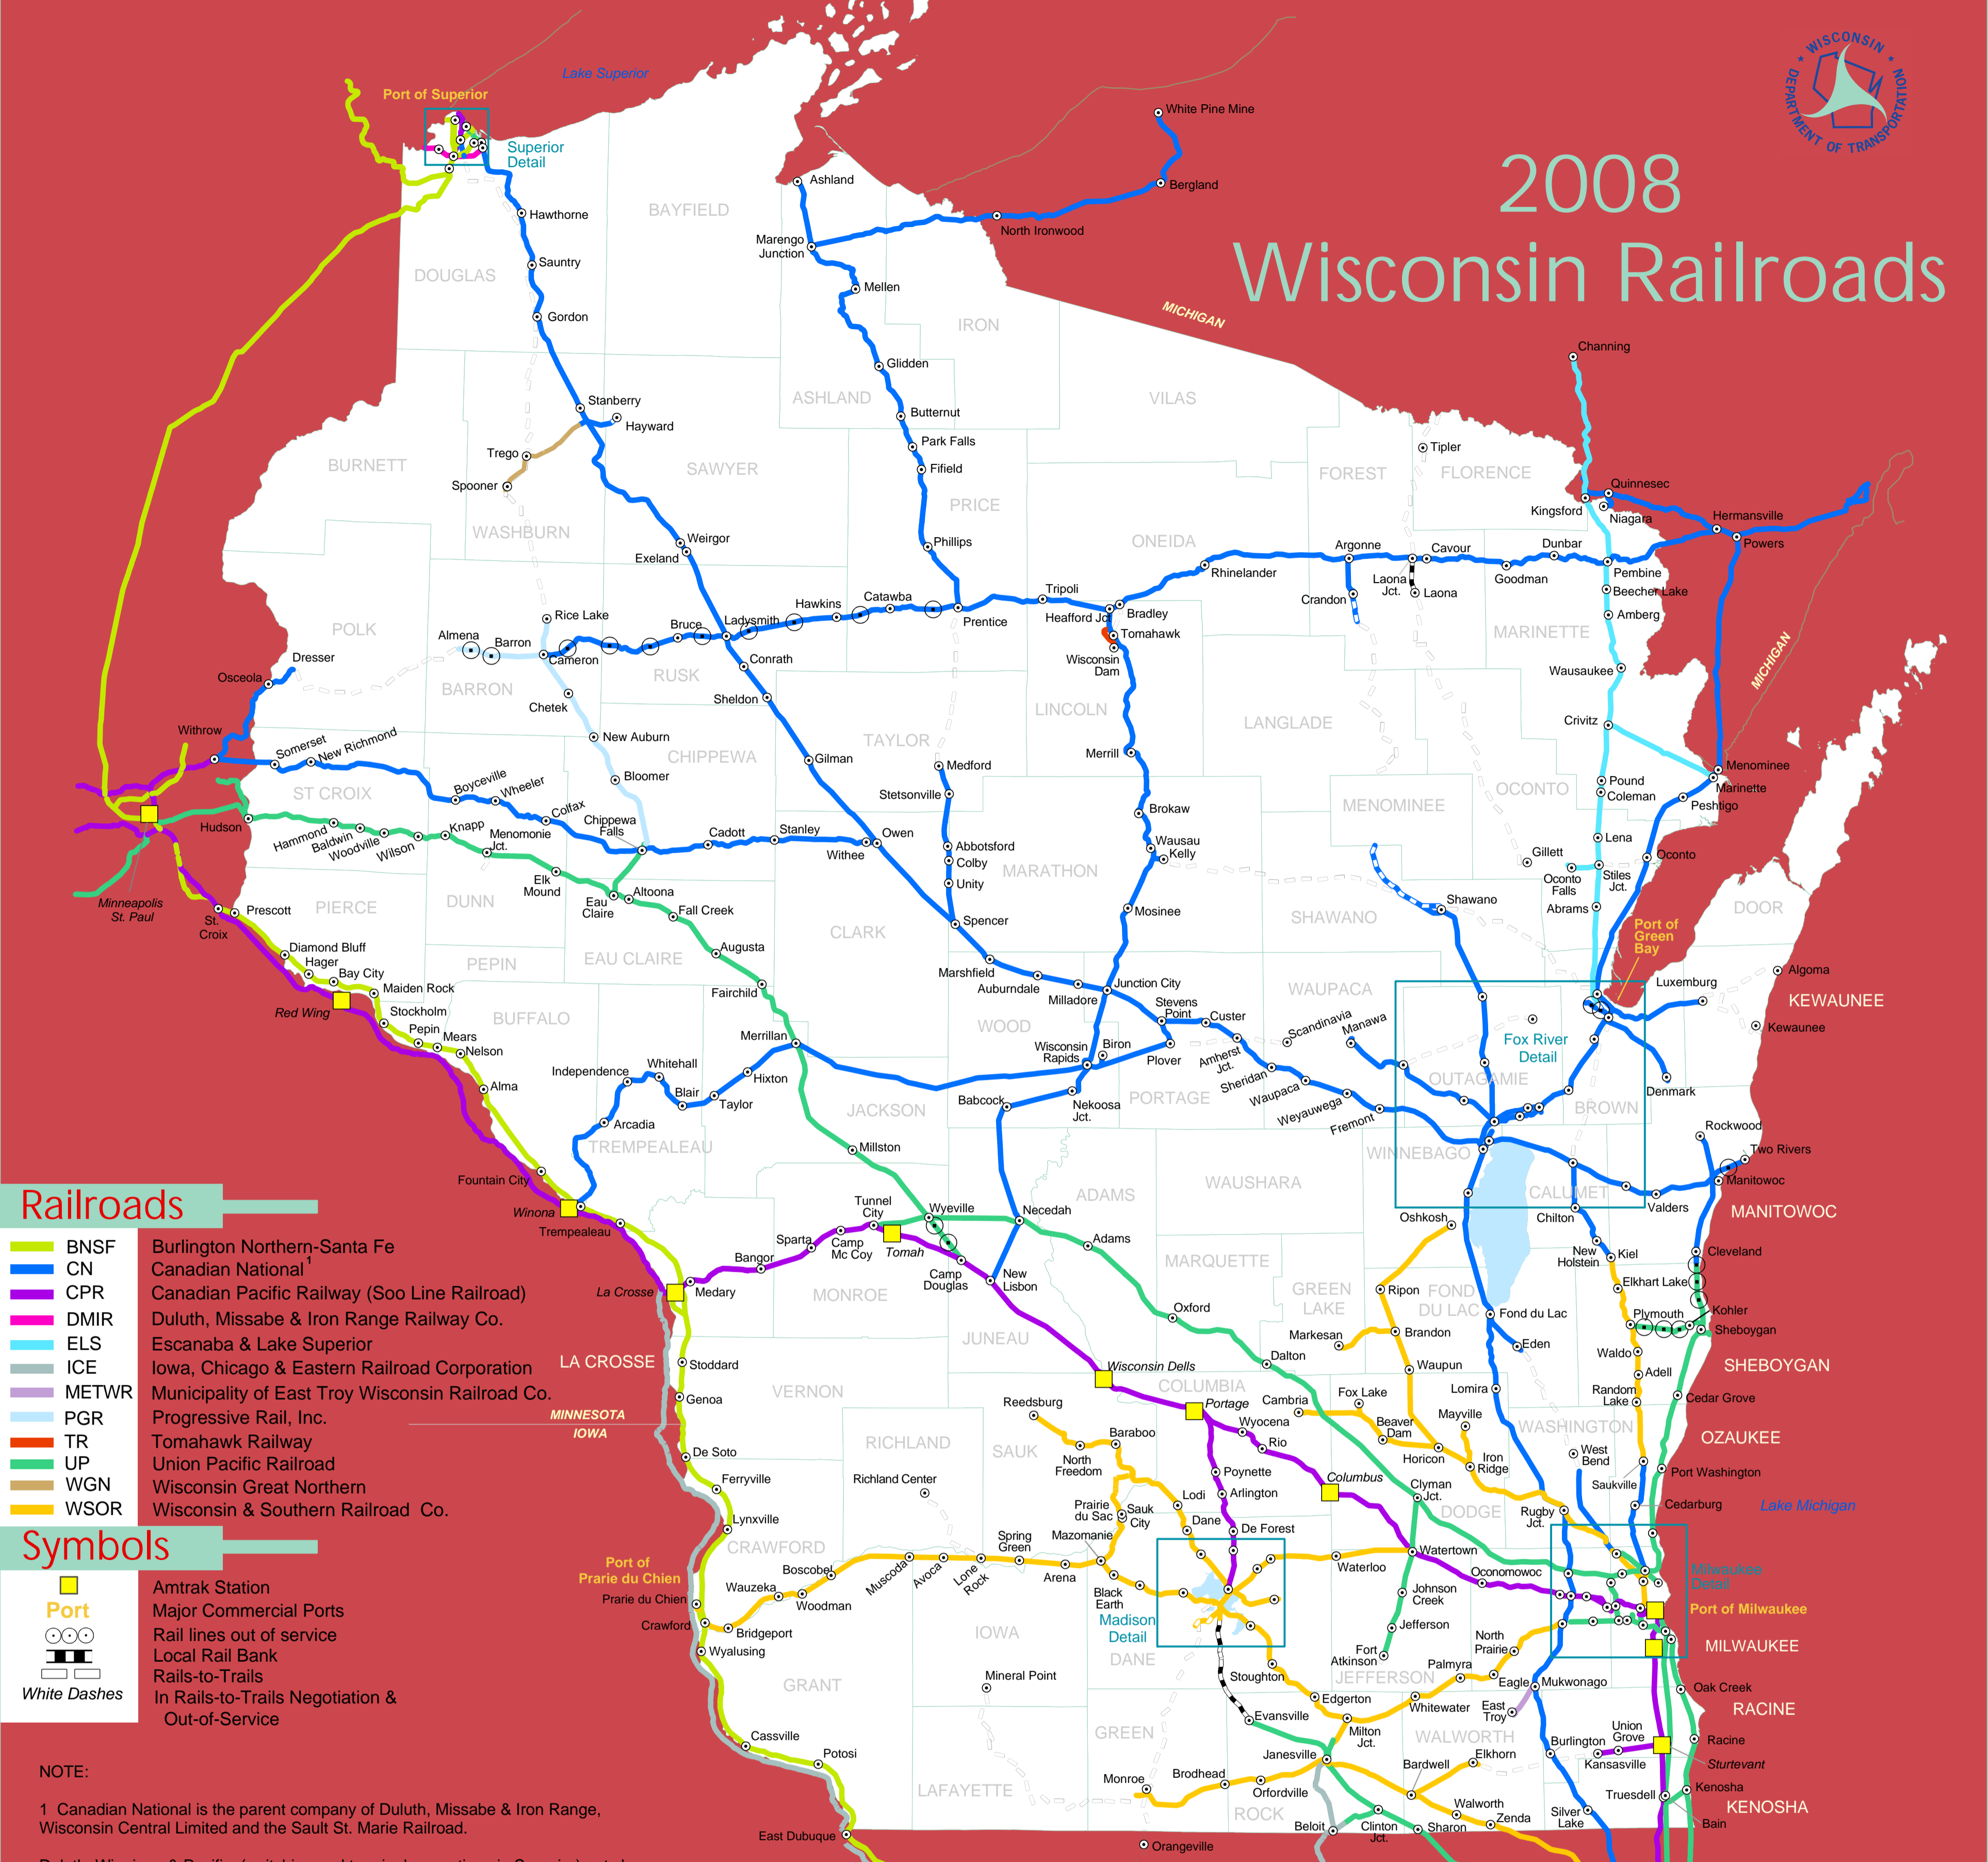 WISCONSIN
DEPARTMENT OF TRANSPORTATION
2008
Wisconsin Railroads
Lake Superior
Port of Superior
Superior
Detail
White Pine Mine
Bergland
North Ironwood
Ashland
Marengo
Junction
Hawthorne
BAYFIELD
Sauntry
DOUGLAS
Mellen
Gordon
IRON
MICHIGAN
Channing
Glidden
Stanberry
Hayward
ASHLAND
VILAS
Butternut
Park Falls
Trego
Fifield
Tipler
BURNETT
SAWYER
FOREST
FLORENCE
Spooner
Quinnesec
Kingsford
Niagara
PRICE
WASHBURN
Hermansville
Powers
Weirgor
Exeland
Phillips
ONEIDA
Argonne
Cavour
Dunbar
Rhinelander
Goodman
Pembine
Laona
Jct.
Laona
Crandon
Beecher Lake
Tripoli
Catawba
Hawkins
Heafford Jct
Bradley
Amberg
Rice Lake
Ladysmith
Prentice
Bruce
POLK
Almena
Barron
Cameron
Tomahawk
MARINETTE
Wisconsin
Dam
Dresser
Osceola
Conrath
Wausaukee
MICHIGAN
BARRON
RUSK
Sheldon
Chetek
LINCOLN
LANGLADE
Crivitz
Withrow
Somerset
New Richmond
New Auburn
TAYLOR
CHIPPEWA
Gilman
Merrill
Medford
Menominee
Marinette
Bloomer
Pound
Coleman
Peshtigo
ST CROIX
Boyceville
Wheeler
Stetsonville
MENOMINEE
OCONTO
Colfax
Brokaw
Hudson
Hammond
Baldwin
Woodville
Wilson
Knapp
Menomonie
Jct.
Chippewa
Falls
Cadott
Stanley
Owen
Withee
Lena
Abbotsford
Colby
Wausau
Kelly
Gillett
Oconto
Oconto
Falls
Stiles
Jct.
MARATHON
Unity
Elk
Mound
Eau
Claire
Altoona
Minneapolis
St. Paul
PIERCE
DUNN
St.
Croix
Prescott
Fall Creek
Shawano
Abrams
Mosinee
SHAWANO
DOOR
Spencer
CLARK
Port of
Green
Bay
Diamond Bluff
Hager
Bay City
Augusta
PEPIN
EAU CLAIRE
Maiden Rock
Marshfield
Auburndale
Milladore
Junction City
Fairchild
WAUPACA
Luxemburg
Algoma
KEWAUNEE
Red Wing
Stockholm
Pepin
Mears
Nelson
BUFFALO
Stevens
Point
Custer
Scandinavia
Manawa
WOOD
Kewaunee
Merrillan
Wisconsin
Rapids
Biron
Plover
Amherst
Jct.
Fox River
Detail
Whitehall
Independence
Hixton
Sheridan
Waupaca
Weyauwega
Fremont
OUTAGAMIE
Alma
Blair
Taylor
JACKSON
Babcock
Nekoosa
Jct.
PORTAGE
BROWN
Denmark
Arcadia
TREMPEALEAU
Millston
Rockwood
Two Rivers
WINNEBAGO
Fountain City
WAUSHARA
ADAMS
CALUMET
Manitowoc
Valders
MANITOWOC
Winona
Trempealeau
Tunnel
City
Wyeville
Necedah
Oshkosh
Chilton
Sparta
Camp
Mc Coy
Tomah
Adams
New
Holstein
Kiel
Cleveland
Bangor
Camp
Douglas
New
Lisbon
MARQUETTE
Elkhart Lake
La Crosse
Medary
MONROE
GREEN
LAKE
Ripon
FOND
DU LAC
Fond du Lac
Oxford
Plymouth
Kohler
Sheboygan
JUNEAU
Markesan
Brandon
Eden
Waldo
LA CROSSE
Stoddard
Dalton
Waupun
SHEBOYGAN
Wisconsin Dells
Adell
Genoa
VERNON
COLUMBIA
Cambria
Fox Lake
Lomira
Random
Lake
Cedar Grove
MINNESOTA
IOWA
Reedsburg
Portage
Wyocena
Rio
Beaver
Dam
Mayville
WASHINGTON
OZAUKEE
Baraboo
RICHLAND
SAUK
De Soto
North
Freedom
Horicon
Iron
Ridge
West
Bend
Port Washington
Ferryville
Richland Center
Poynette
Arlington
Columbus
Clyman
Jct.
Saukville
Lodi
Prairie
du Sac
Sauk
City
Dane
De Forest
DODGE
Rugby
Jct.
Cedarburg
Lake Michigan
Lynxville
CRAWFORD
Spring
Green
Mazomanie
Watertown
Port of
Prarie du Chien
Boscobel
Muscoda
Avoca
Lone
Rock
Arena
Waterloo
Oconomowoc
Milwaukee
Detail
Prarie du Chien
Wauzeka
Woodman
Black
Earth
Johnson
Creek
Port of Milwaukee
Crawford
Bridgeport
Madison
Detail
Jefferson
North
Prairie
MILWAUKEE
Wyalusing
IOWA
DANE
Fort
Atkinson
Palmyra
Mineral Point
Stoughton
JEFFERSON
Eagle
Mukwonago
Oak Creek
GRANT
Edgerton
Whitewater
East
Troy
RACINE
Evansville
GREEN
Milton
Jct.
WALWORTH
Union
Grove
Burlington
Kansasville
Racine
Cassville
Potosi
Janesville
Bardwell
Elkhorn
Sturtevant
LAFAYETTE
Monroe
Brodhead
Orfordville
Kenosha
Truesdell
KENOSHA
ROCK
Walworth
Zenda
Silver
Lake
Bain
East Dubuque
Orangeville
Beloit
Clinton
Jct.
Sharon
Railroads
BNSF Burlington Northern-Santa Fe
CN Canadian National 1
CPR Canadian Pacific Railway (Soo Line Railroad)
DMIR Duluth, Missabe & Iron Range Railway Co.
ELS Escanaba & Lake Superior
ICE Iowa, Chicago & Eastern Railroad Corporation
METWR Municipality of East Troy Wisconsin Railroad Co.
PGR Progressive Rail, Inc.
TR Tomahawk Railway
UP Union Pacific Railroad
WGN Wisconsin Great Northern
WSOR Wisconsin & Southern Railroad Co.
Symbols
Amtrak Station
Port Major Commercial Ports
Rail lines out of service
Local Rail Bank
Rails-to-Trails
White Dashes In Rails-to-Trails Negotiation &
Out-of-Service
NOTE:
1 Canadian National is the parent company of Duluth, Missabe & Iron Range,
Wisconsin Central Limited and the Sault St. Marie Railroad.